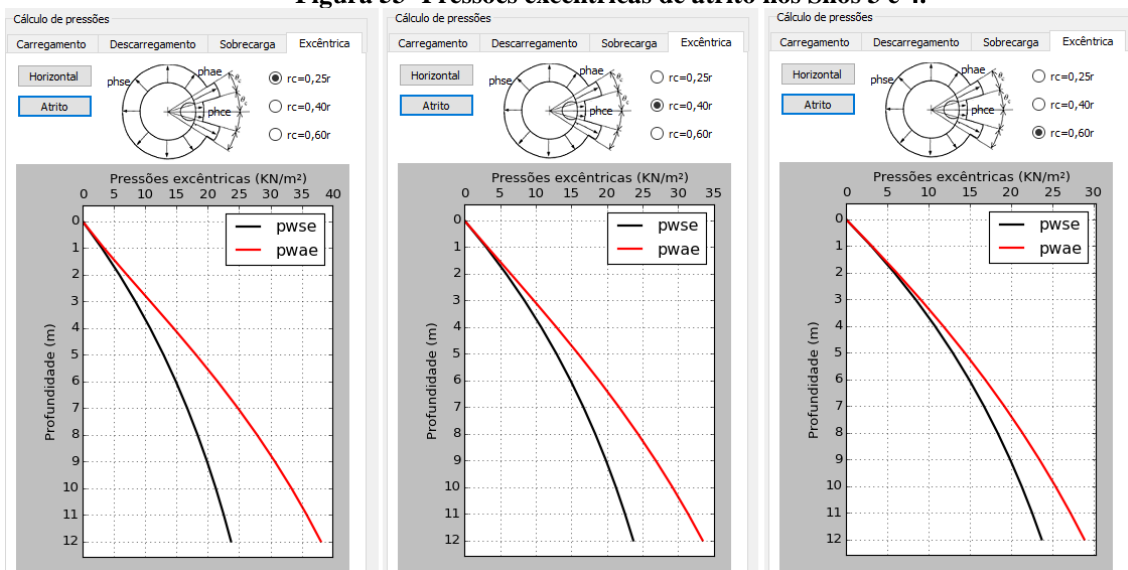 Figura 33- Pressões excêntricas de atrito nos Silos 3 e 4.
Cálculo de pressões
Carregamento Descarregamento Sobrecarga Excêntrica
Horizontal
Atrito
phse phae phce θc θc
rc=0,25r
rc=0,40r
rc=0,60r
Pressões excêntricas (KN/m²)
0 5 10 15 20 25 30 35 40
pwse
pwae
Profundidade (m)
0
1
2
3
4
5
6
7
8
9
10
11
12
Cálculo de pressões
Carregamento Descarregamento Sobrecarga Excêntrica
Horizontal
Atrito
phse phae phce θc θc
rc=0,25r
rc=0,40r
rc=0,60r
Pressões excêntricas (KN/m²)
0 5 10 15 20 25 30 35
pwse
pwae
Profundidade (m)
0
1
2
3
4
5
6
7
8
9
10
11
12
Cálculo de pressões
Carregamento Descarregamento Sobrecarga Excêntrica
Horizontal
Atrito
phse phae phce θc θc
rc=0,25r
rc=0,40r
rc=0,60r
Pressões excêntricas (KN/m²)
0 5 10 15 20 25 30
pwse
pwae
Profundidade (m)
0
1
2
3
4
5
6
7
8
9
10
11
12